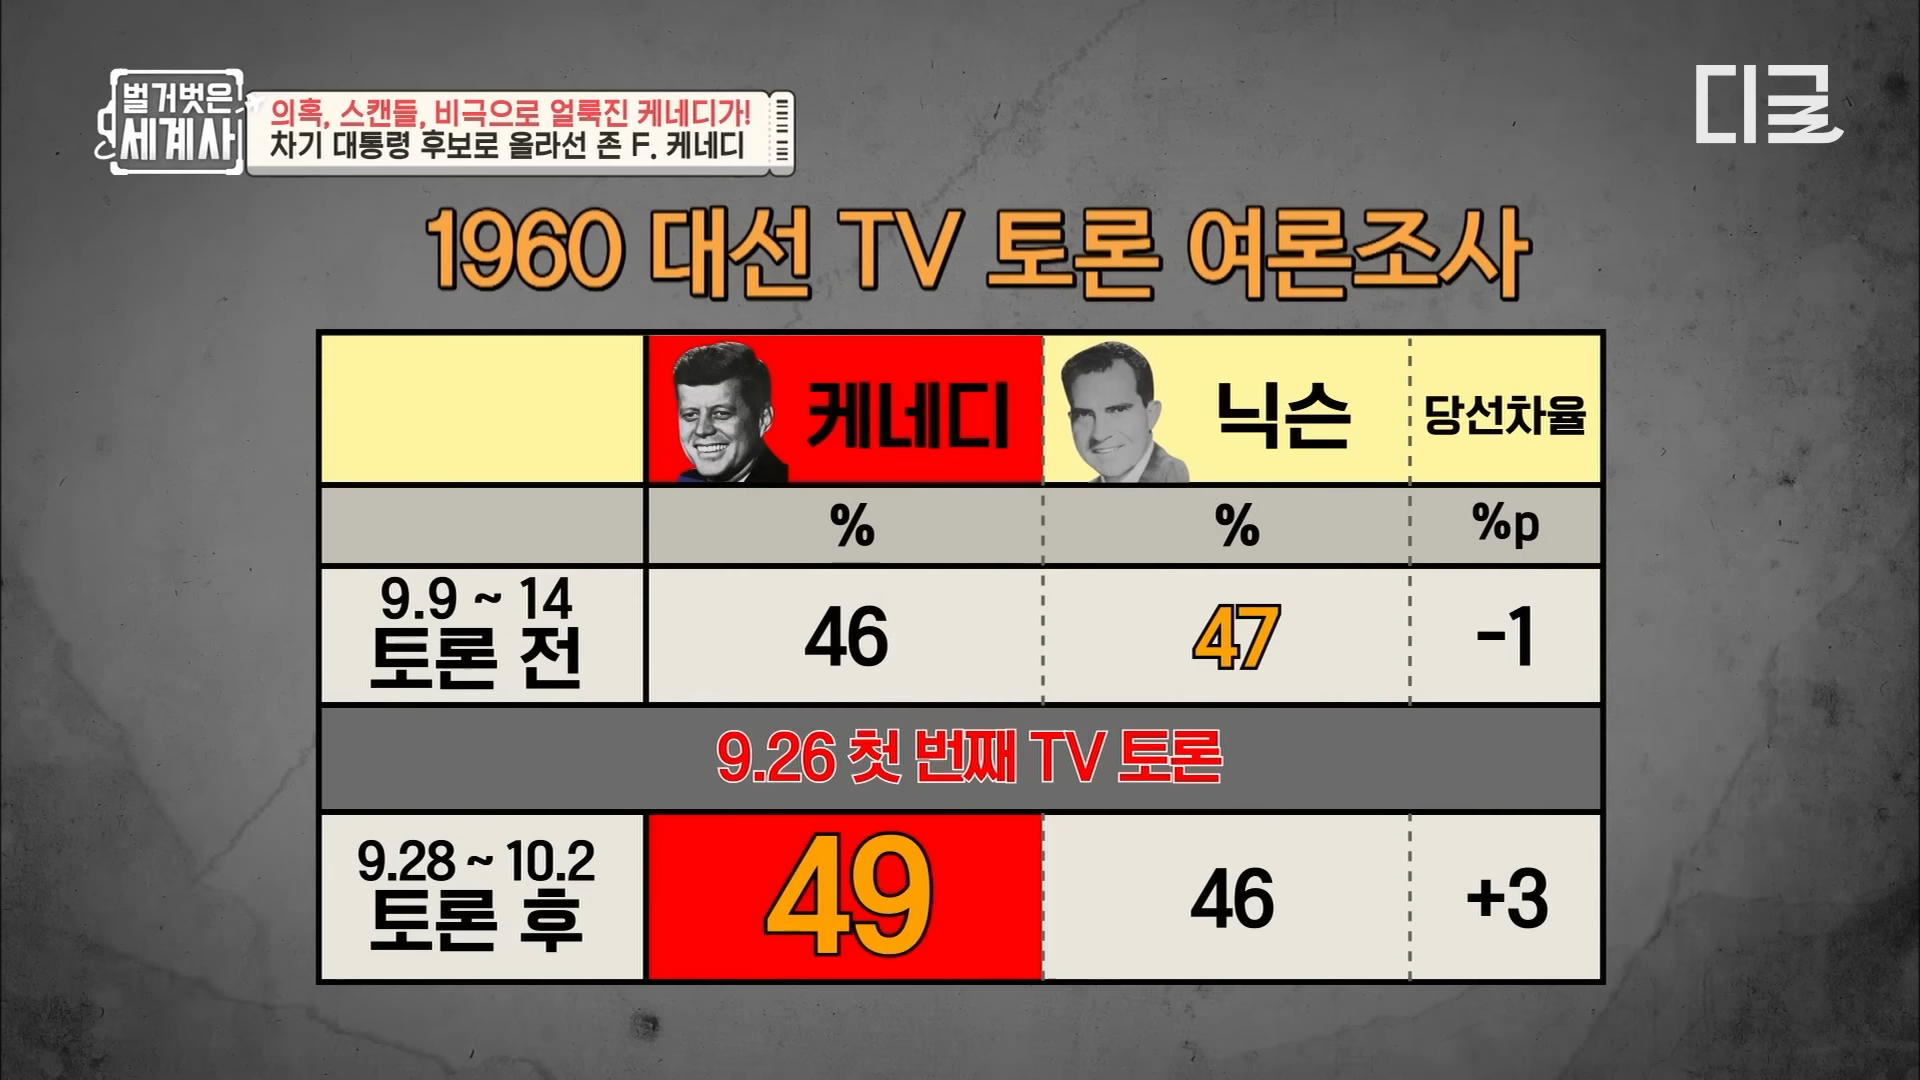 벌거벗은
세계사
의혹, 스캔들, 비극으로 얼룩진 케네디가!
차기 대통령 후보로 올라선 존 F. 케네디
디글
1960 대선 TV 토론 여론조사
케네디 닉슨 당선차율
% % %p
9.9 ~ 14
토론 전
46 47 -1
9.26 첫 번째 TV 토론
9.28 ~ 10.2
토론 후
49 46 +3